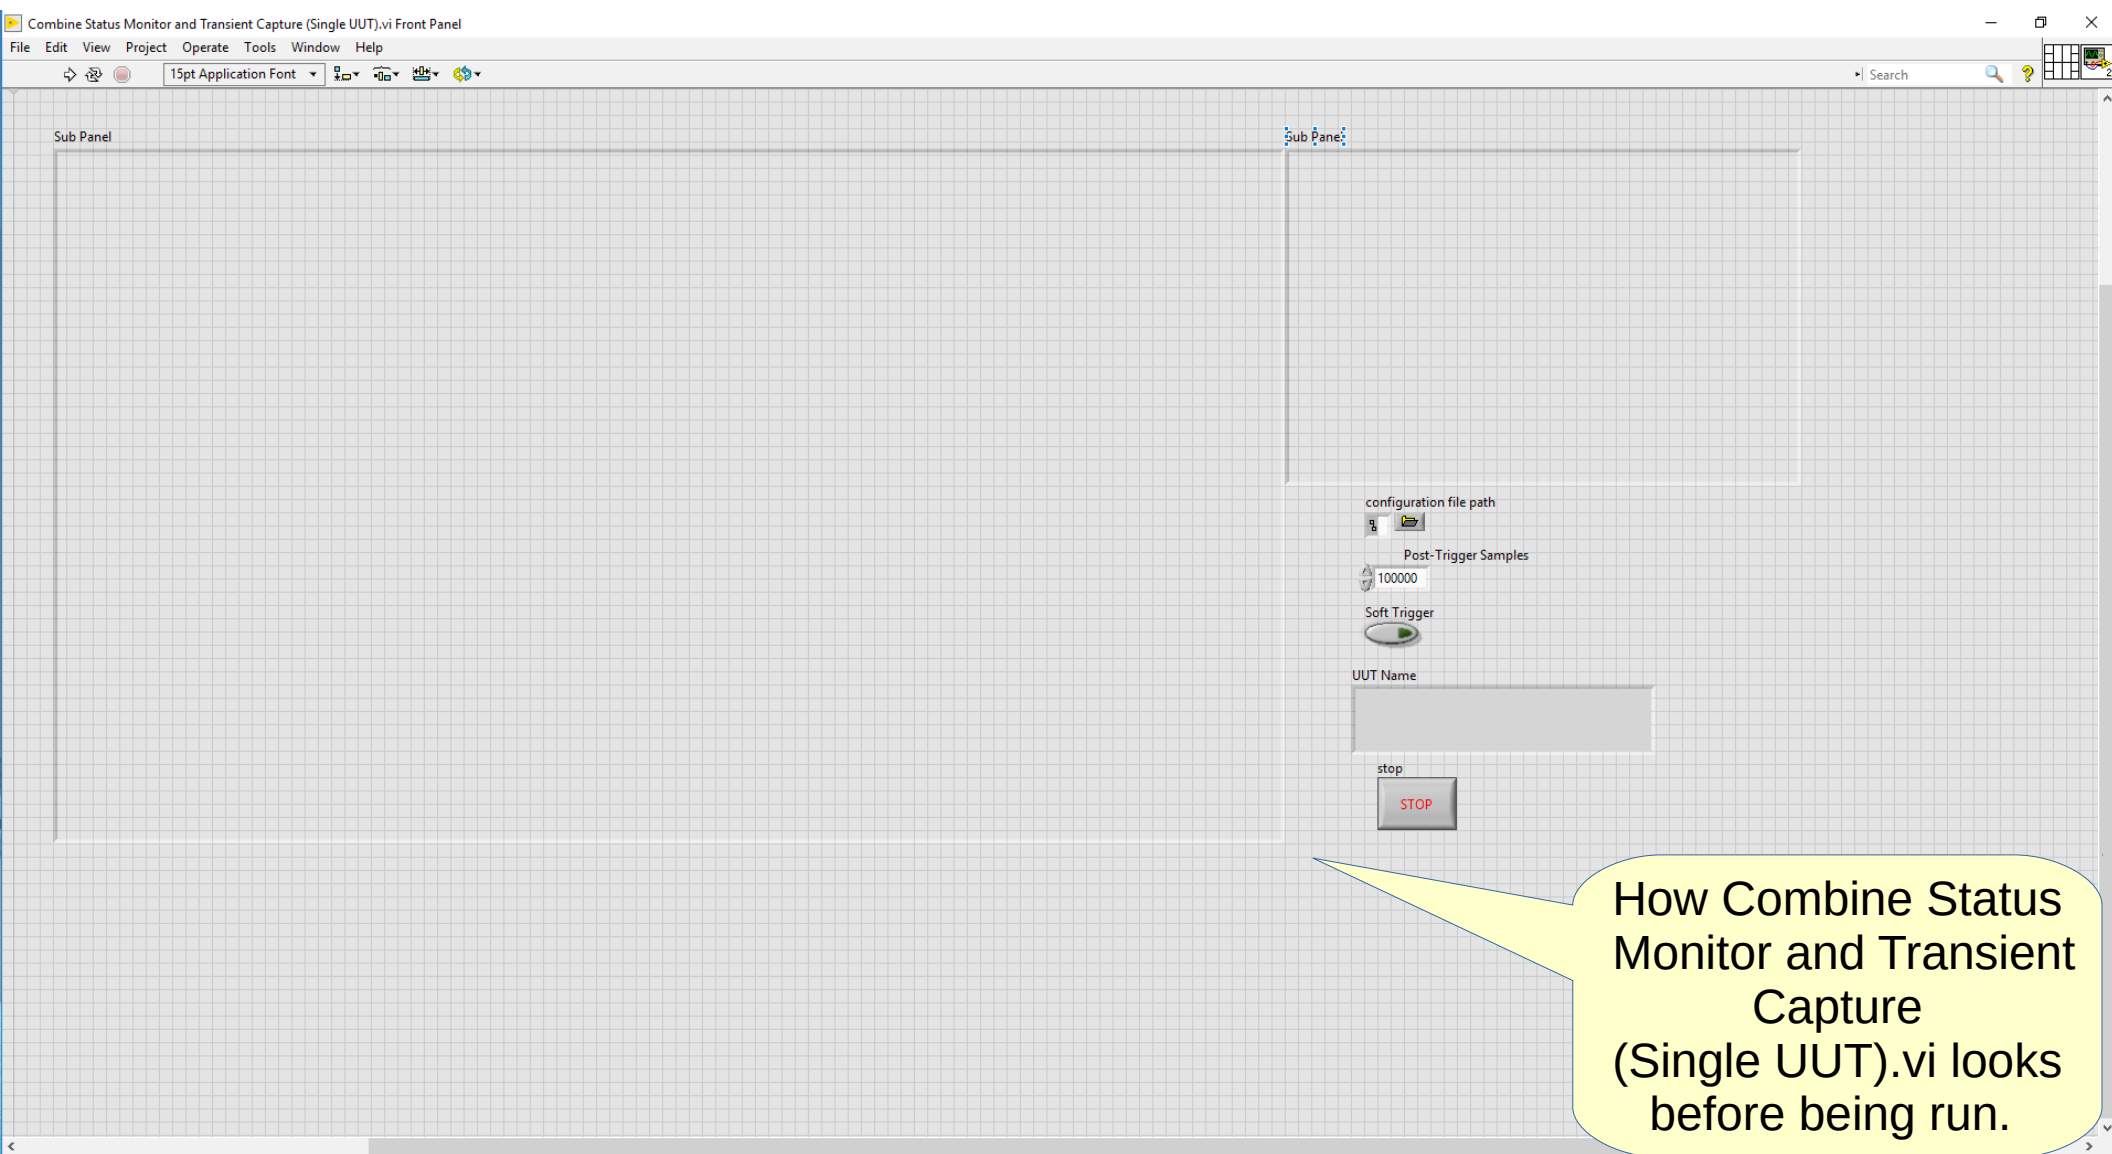 Combine Status Monitor and Transient Capture (Single UUT).vi Front Panel
File Edit View Project Operate Tools Window Help
15pt Application Font
Search
2
Sub Panel
Sub Panel
configuration file path
Post-Trigger Samples
100000
Soft Trigger
UUT Name
stop
STOP
How Combine Status
Monitor and Transient
Capture
(Single UUT).vi looks
before being run.